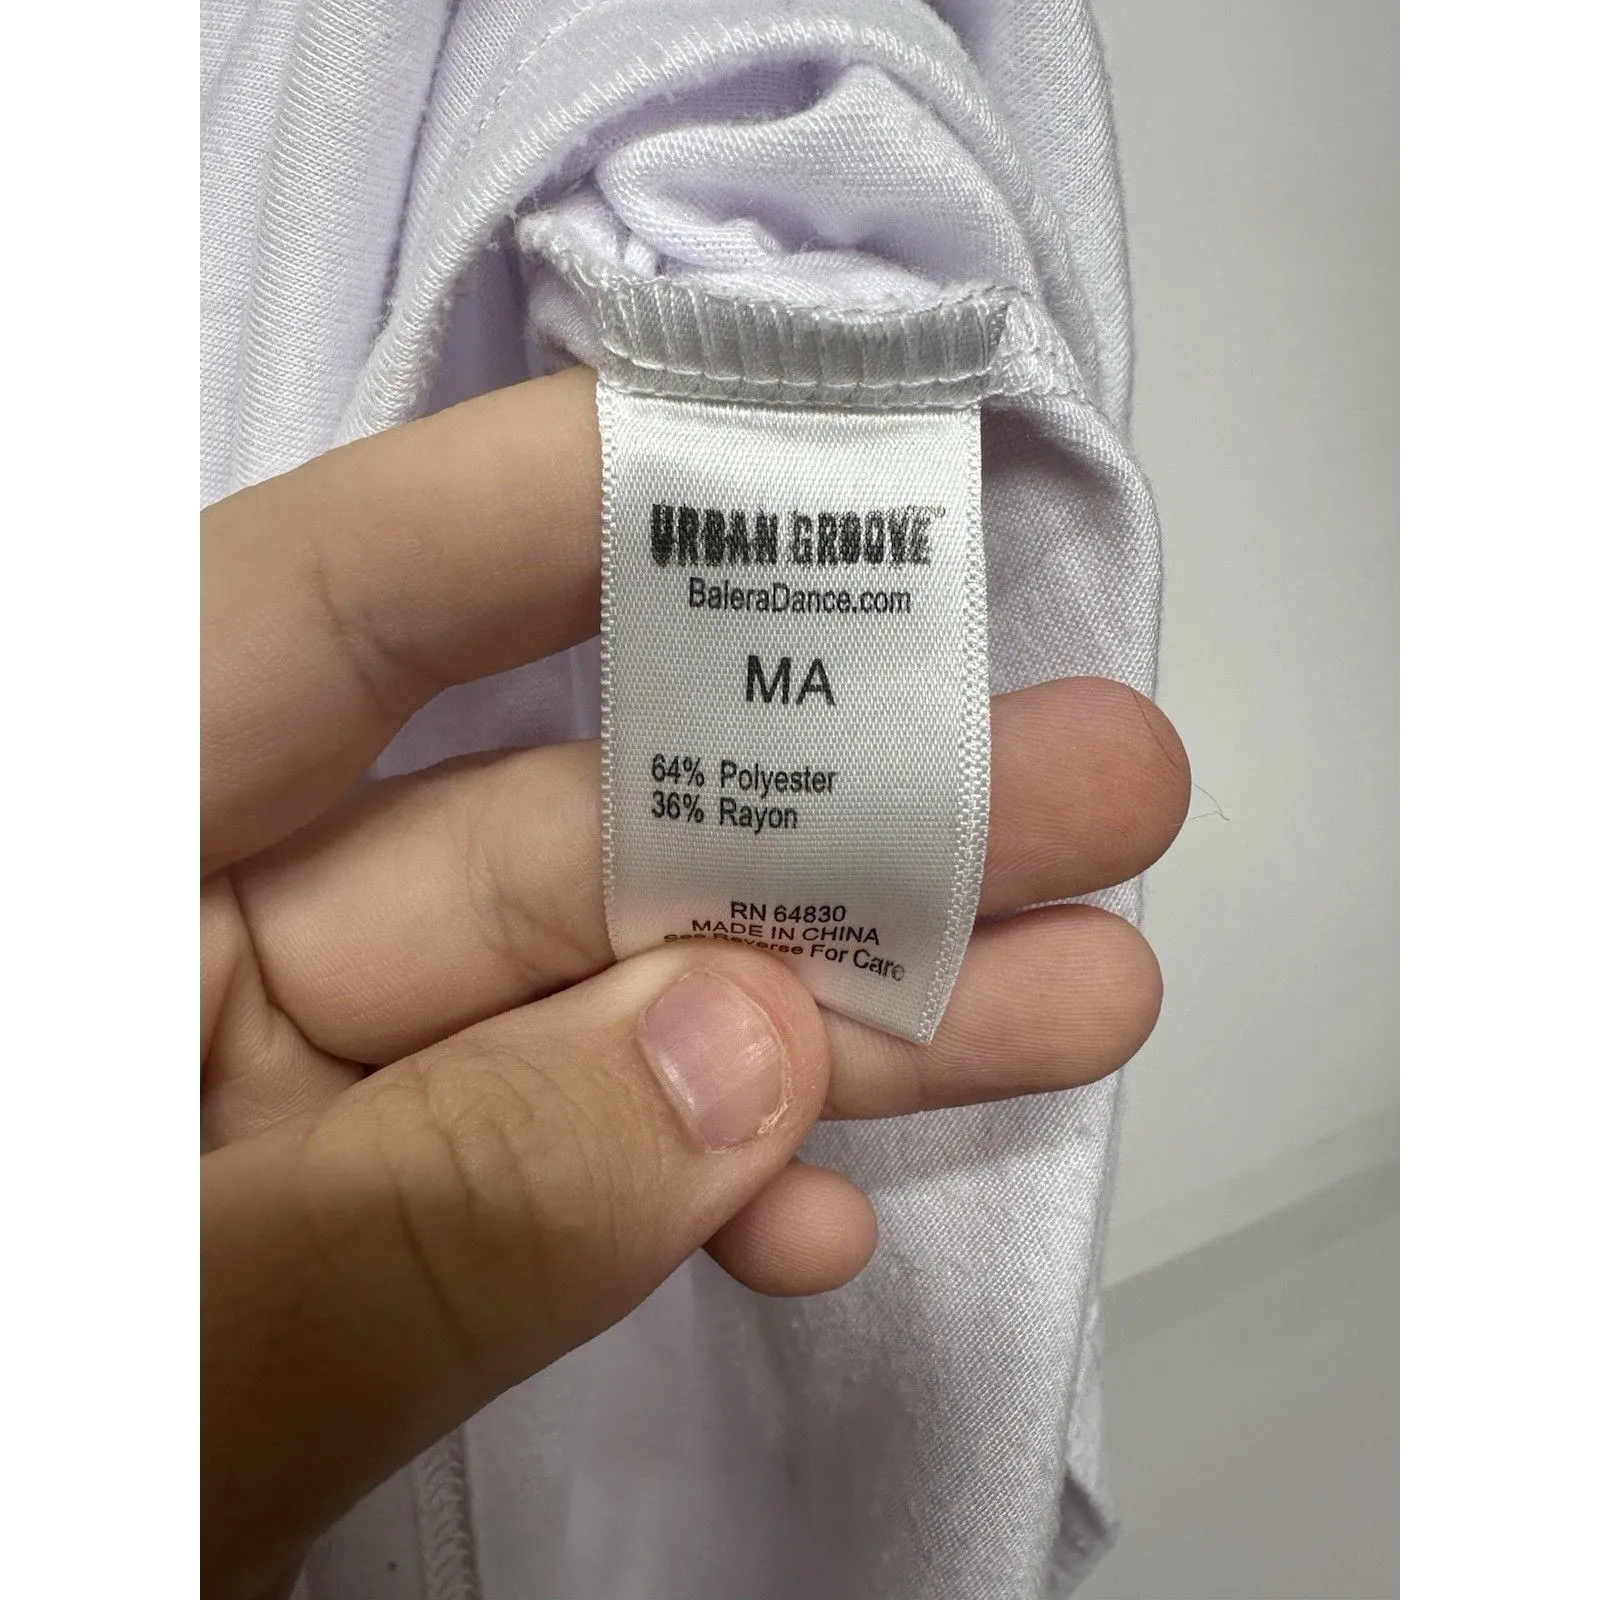 URBAN GROOVE
BaleraDance.com
MA
64% Polyester
36% Rayon
RN 64830
MADE IN CHINA
See Reverse For Care